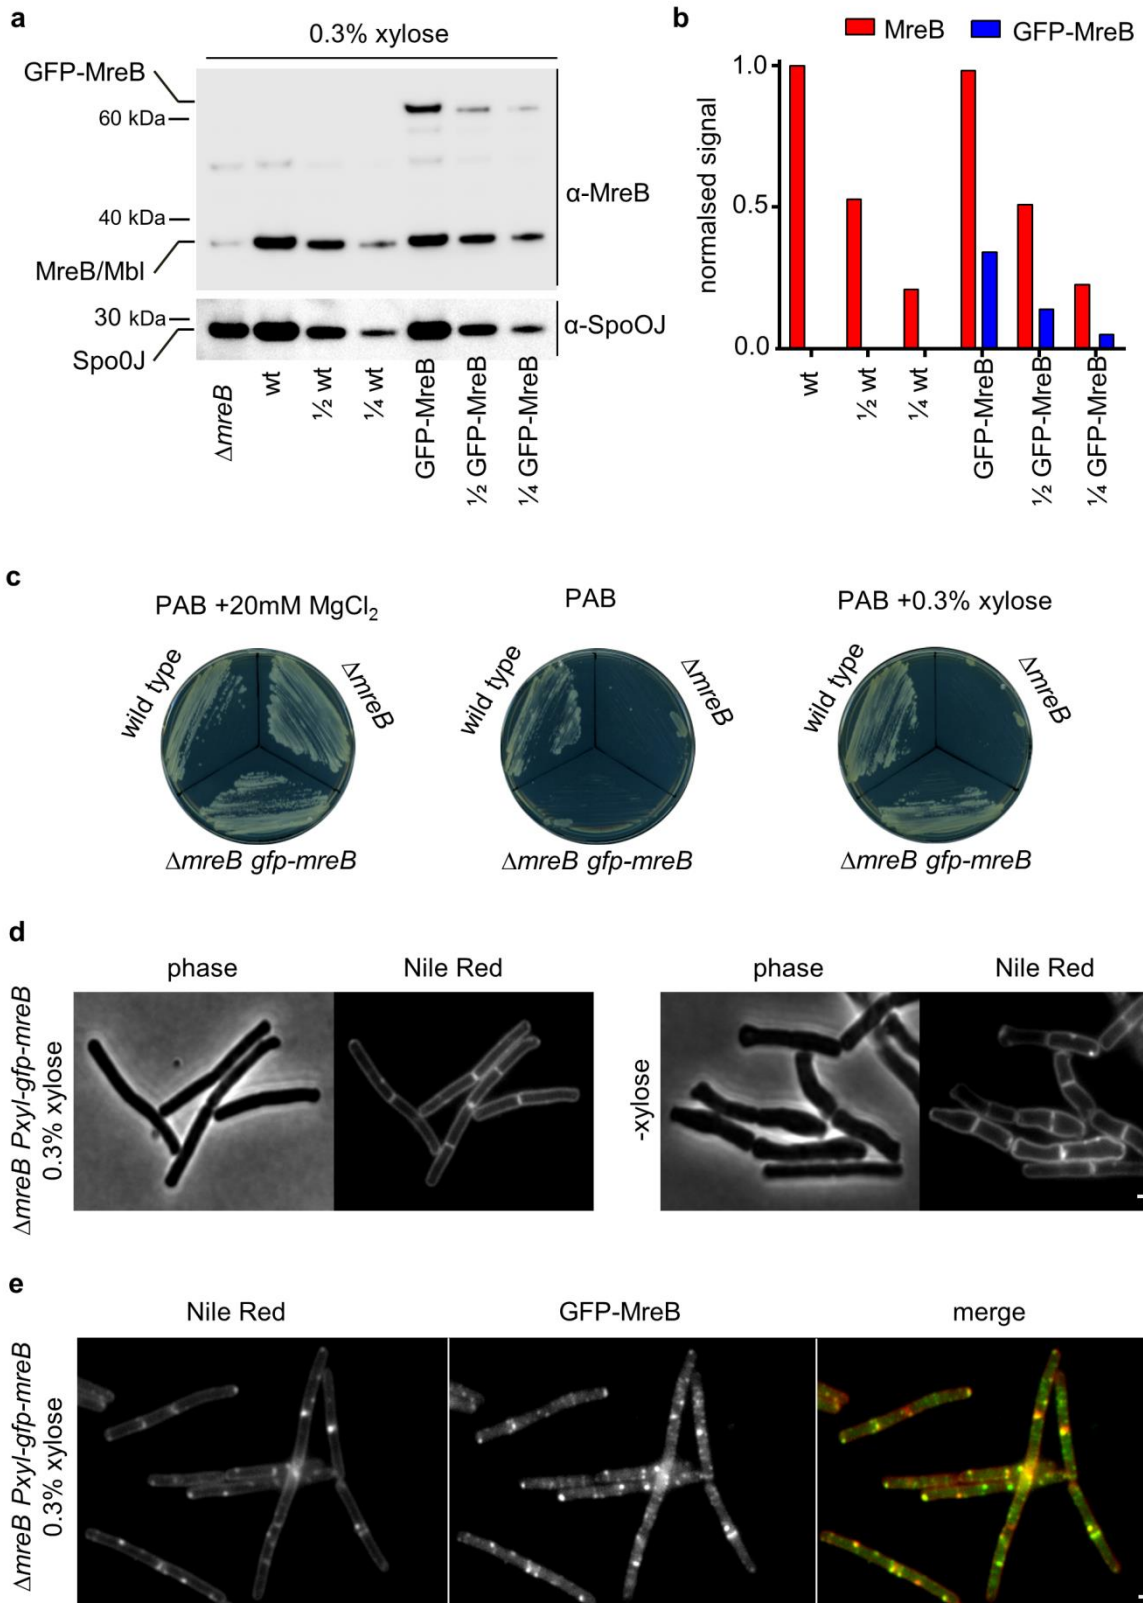 a
0.3% xylose
GFP-MreB
60 kDa
40 kDa
MreB/Mbl
α-MreB
30 kDa
Spo0J
α-SpoOJ
ΔmreB
wt
½ wt
¼ wt
GFP-MreB
½ GFP-MreB
¼ GFP-MreB
b
MreB
GFP-MreB
normalised signal
1.0
0.5
0.0
wt
½ wt
¼ wt
GFP-MreB
½ GFP-MreB
¼ GFP-MreB
c
PAB +20mM MgCl₂
wild type
ΔmreB
ΔmreB gfp-mreB
PAB
wild type
ΔmreB
ΔmreB gfp-mreB
PAB +0.3% xylose
wild type
ΔmreB
ΔmreB gfp-mreB
d
phase
Nile Red
phase
Nile Red
ΔmreB Pxyl-gfp-mreB
0.3% xylose
-xylose
e
Nile Red
GFP-MreB
merge
ΔmreB Pxyl-gfp-mreB
0.3% xylose